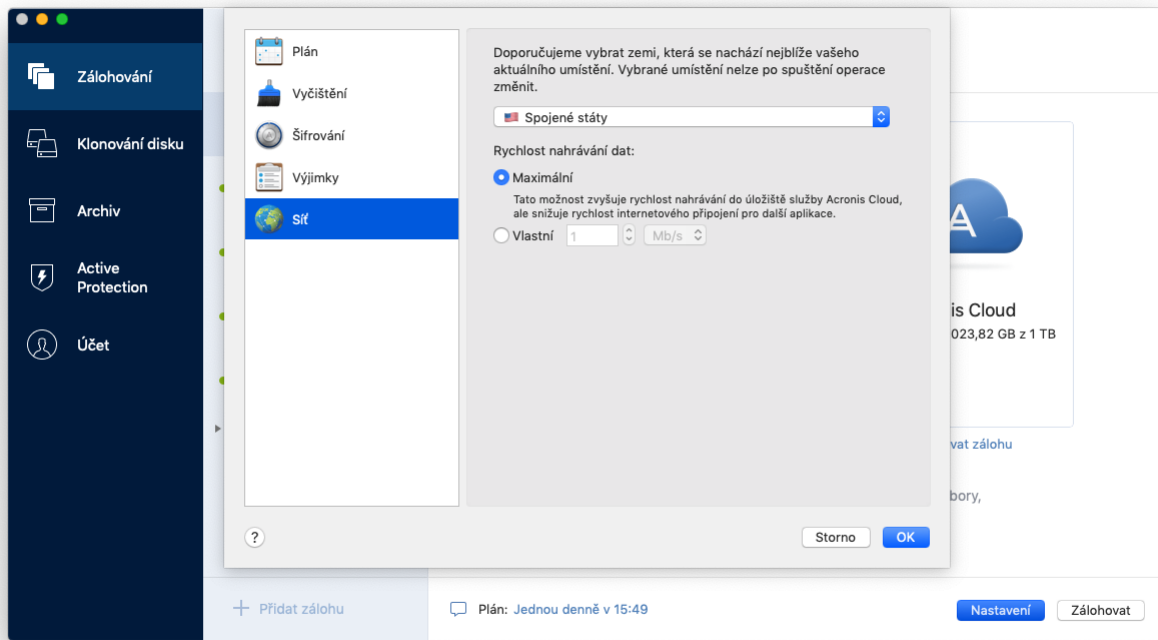 Zálohování
Klonování disku
Archiv
Active
Protection
Účet
Plán
Vyčištění
Šifrování
Výjimky
Síť
Doporučujeme vybrat zemi, která se nachází nejblíže vašeho
aktuálního umístění. Vybrané umístění nelze po spuštění operace
změnit.
Spojené státy
Rychlost nahrávání dat:
Maximální
Tato možnost zvyšuje rychlost nahrávání do úložiště služby Acronis Cloud,
ale snižuje rychlost internetového připojení pro další aplikace.
Vlastní 1 Mb/s
?
Storno
OK
A
is Cloud
023,82 GB z 1 TB
vat zálohu
bory,
Přidat zálohu
Plán: Jednou denně v 15:49
Nastavení
Zálohovat